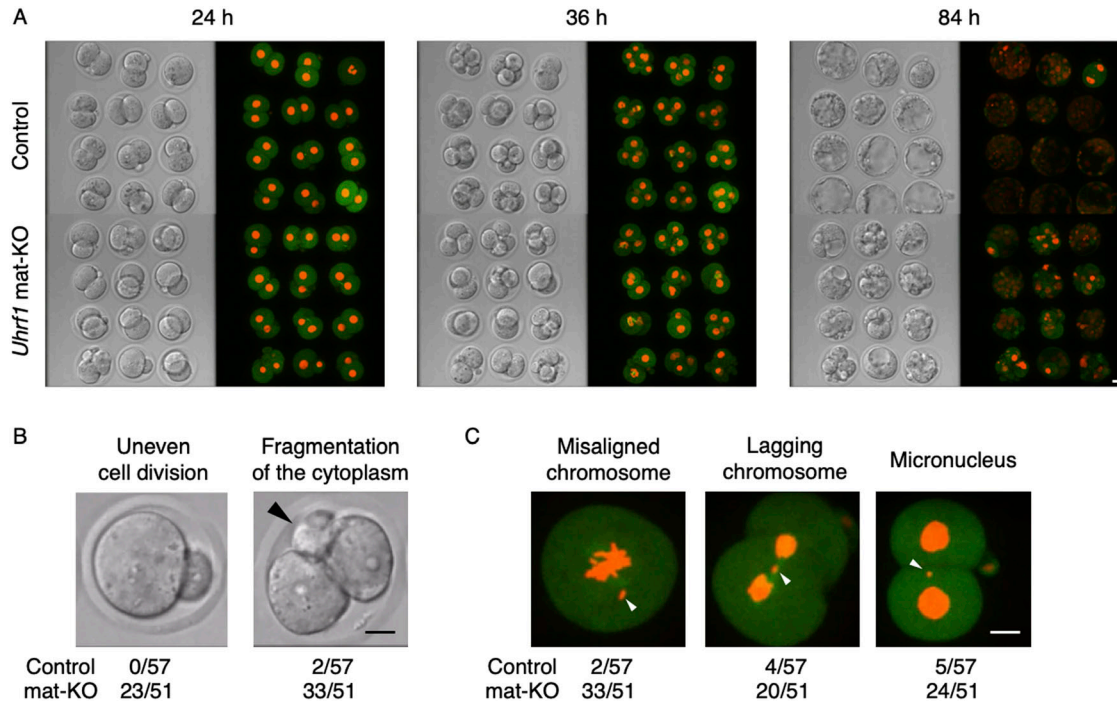 A
24 h
36 h
84 h
Control
Uhrf1 mat-KO
B
Uneven
cell division
Fragmentation
of the cytoplasm
Control 0/57 2/57
mat-KO 23/51 33/51
C
Misaligned
chromosome
Lagging
chromosome
Micronucleus
Control 2/57 4/57 5/57
mat-KO 33/51 20/51 24/51